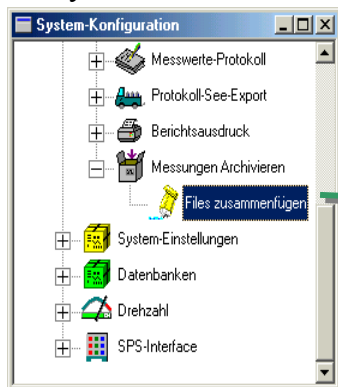 System-Konfiguration
Messwerte-Protokoll
Protokoll-See-Export
Berichtsausdruck
Messungen Archivieren
Files zusammenfügen
System-Einstellungen
Datenbanken
Drehzahl
SPS-Interface